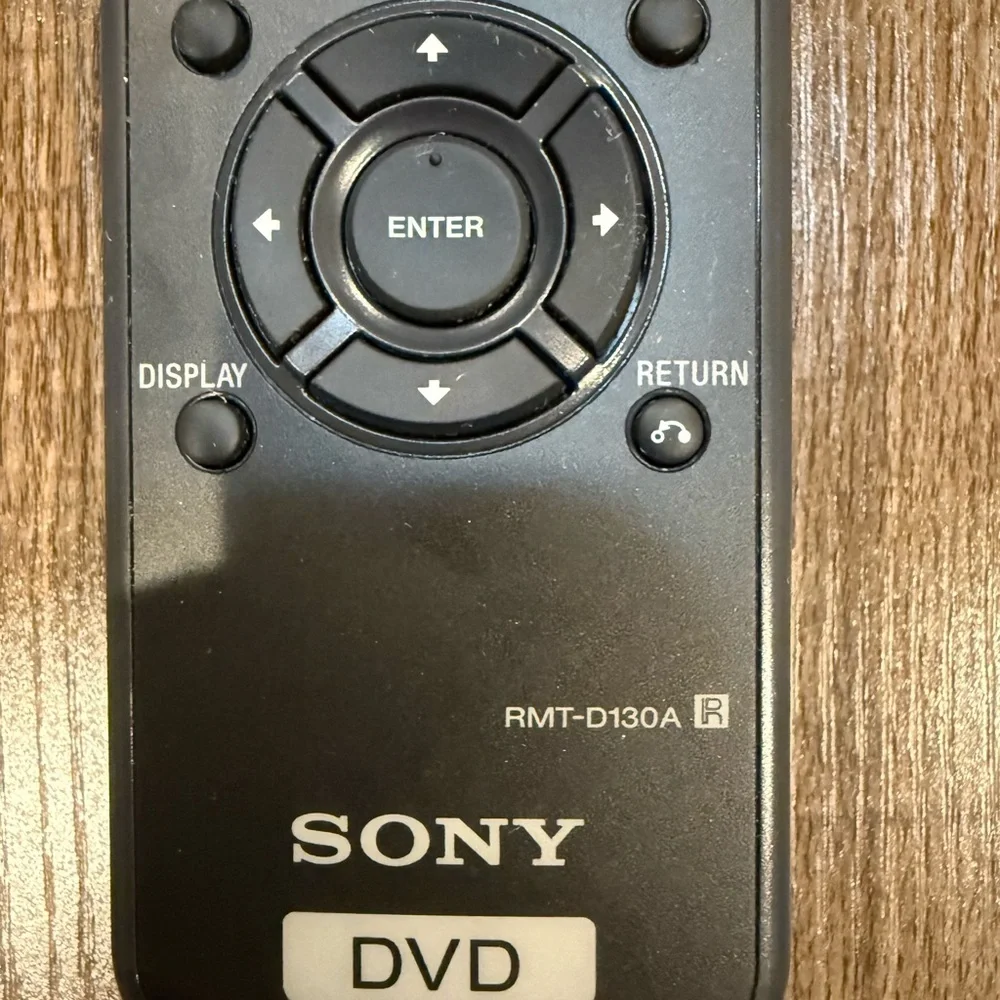 ENTER
DISPLAY RETURN
RMT-D130A R
SONY
DVD